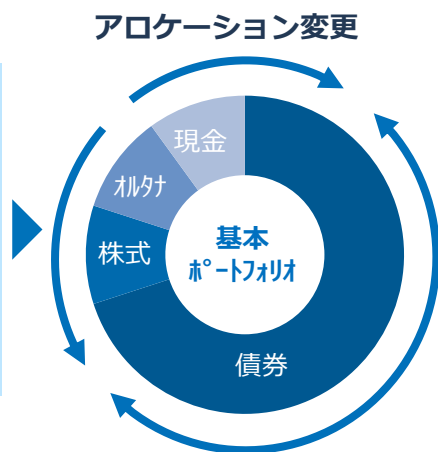 アロケーション変更
現金
ｵﾙﾀﾅ
株式
基本
ﾎﾟｰﾄﾌｫﾘｵ
債券